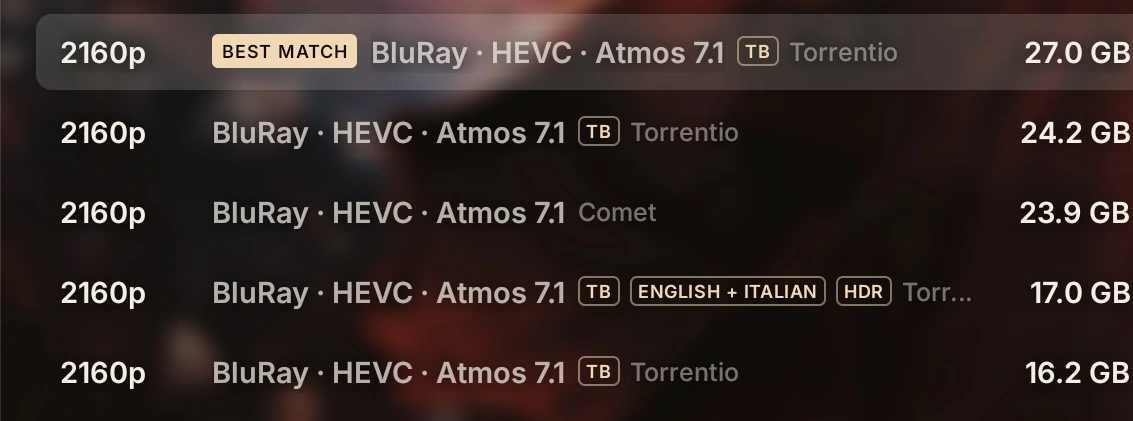 2160p BEST MATCH BluRay · HEVC · Atmos 7.1 TB Torrentio 27.0 GB
2160p BluRay · HEVC · Atmos 7.1 TB Torrentio 24.2 GB
2160p BluRay · HEVC · Atmos 7.1 Comet 23.9 GB
2160p BluRay · HEVC · Atmos 7.1 TB ENGLISH + ITALIAN HDR Torr... 17.0 GB
2160p BluRay · HEVC · Atmos 7.1 TB Torrentio 16.2 GB